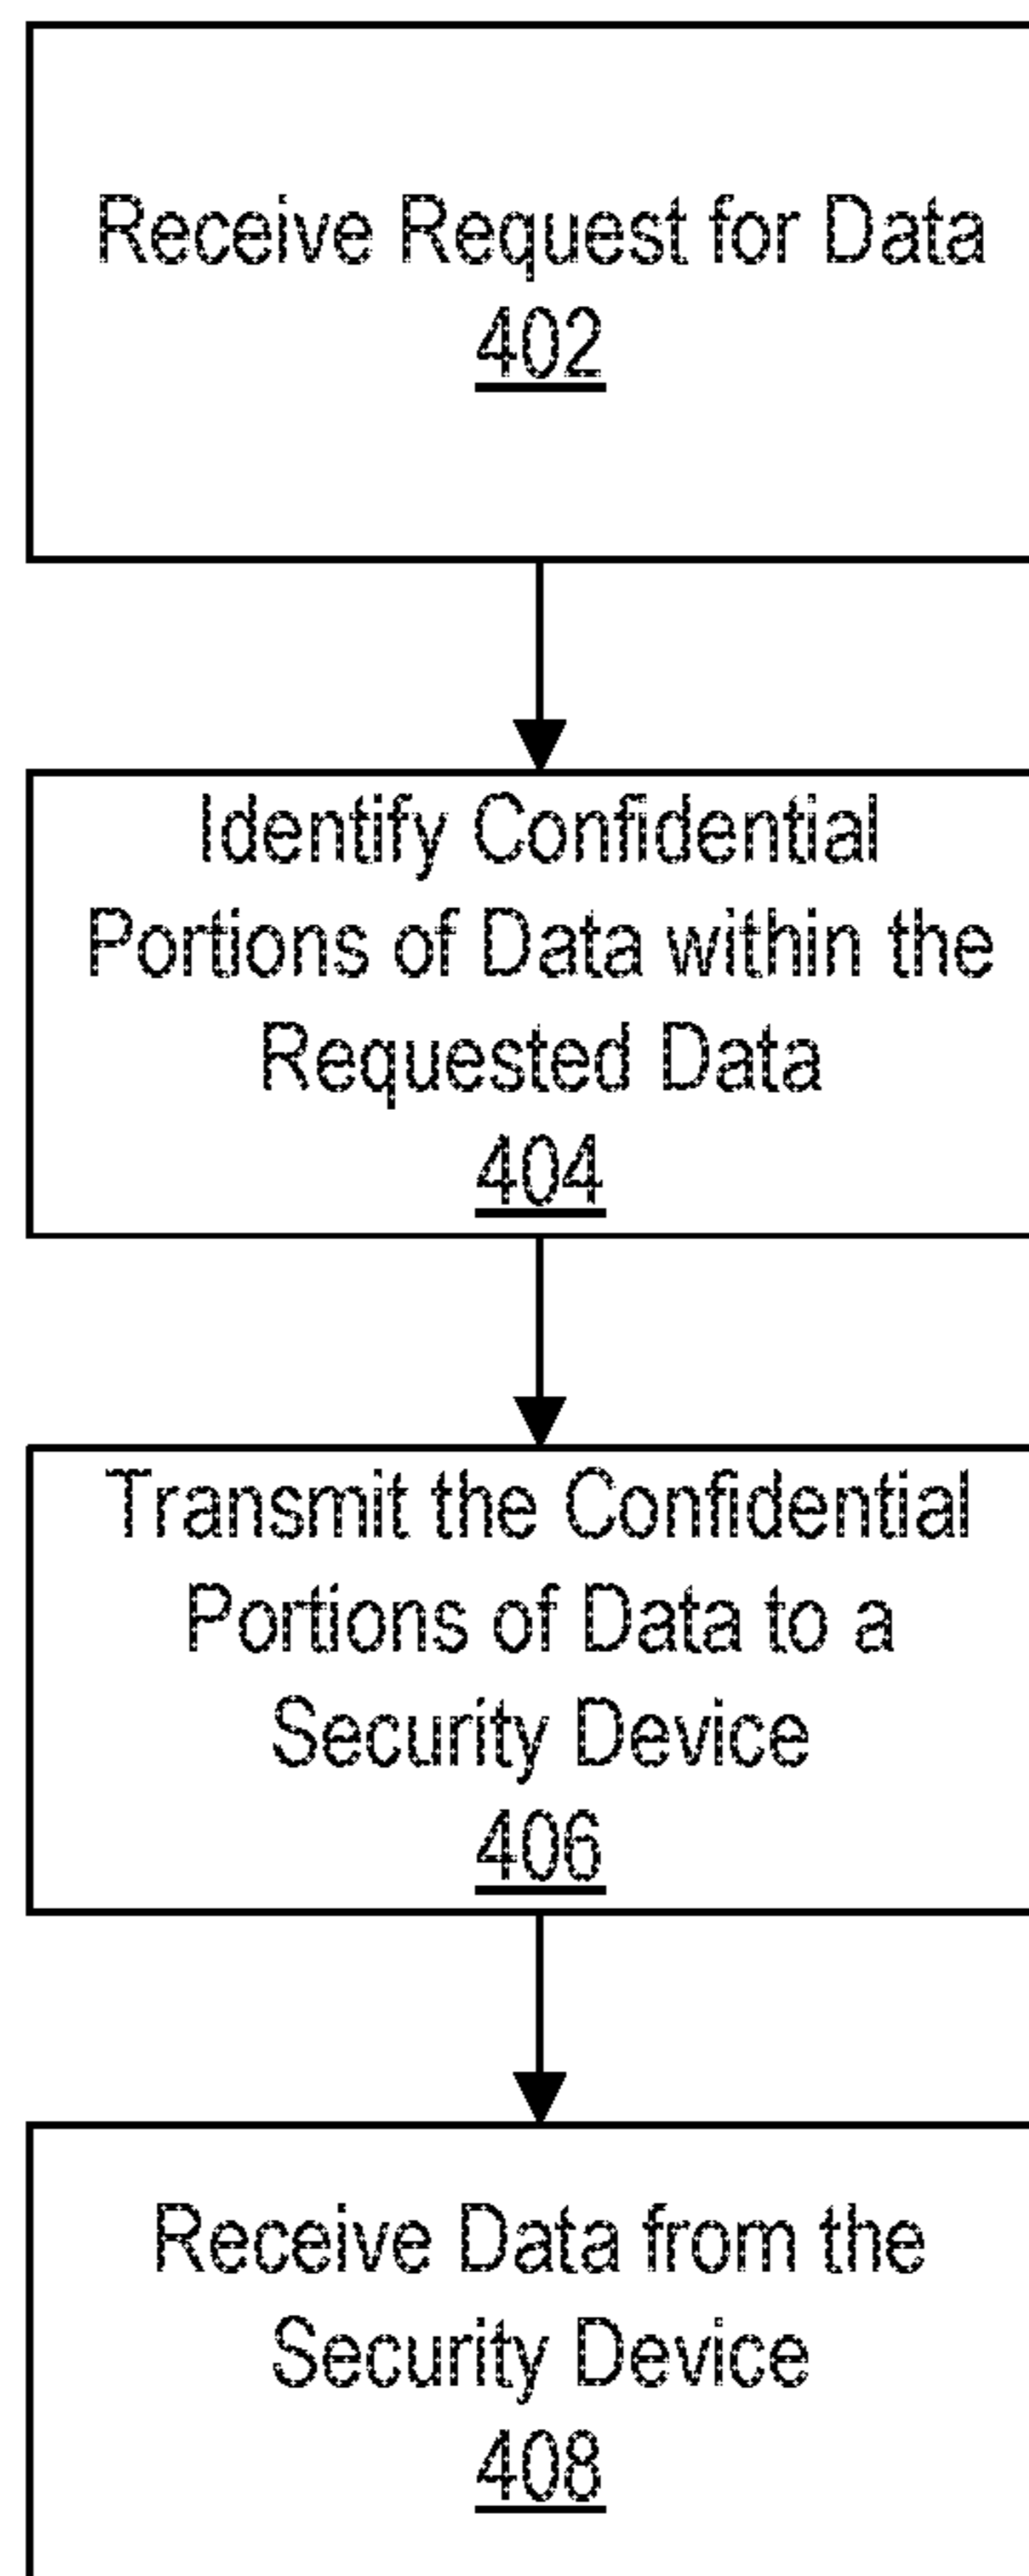 Receive Request for Data
402
Identify Confidential
Portions of Data within the
Requested Data
404
Transmit the Confidential
Portions of Data to a
Security Device
406
Receive Data from the
Security Device
408